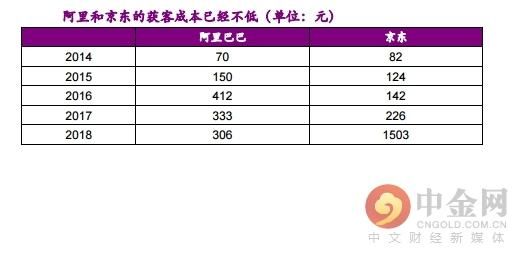 阿里和京东的获客成本已经不低（单位：元）
阿里巴巴 京东
2014 70 82
2015 150 124
2016 412 142
2017 333 226
2018 306 1503
中金网
CNGOLD.COM.CN
中文财经新媒体